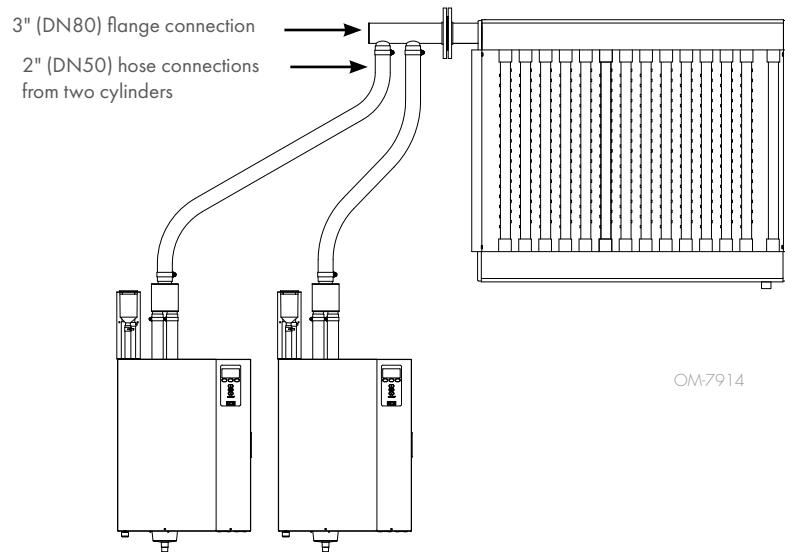 3" (DN80) flange connection
2" (DN50) hose connections
from two cylinders
OM-7914